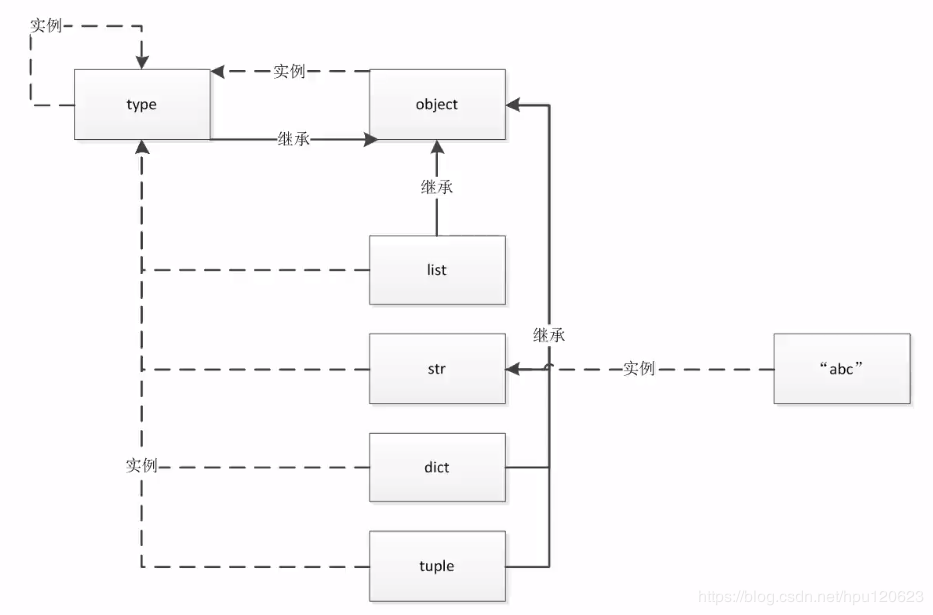 实例
实例
type
object
继承
继承
list
继承
str
实例
“abc”
实例
dict
tuple
https://blog.csdn.net/hpu120623